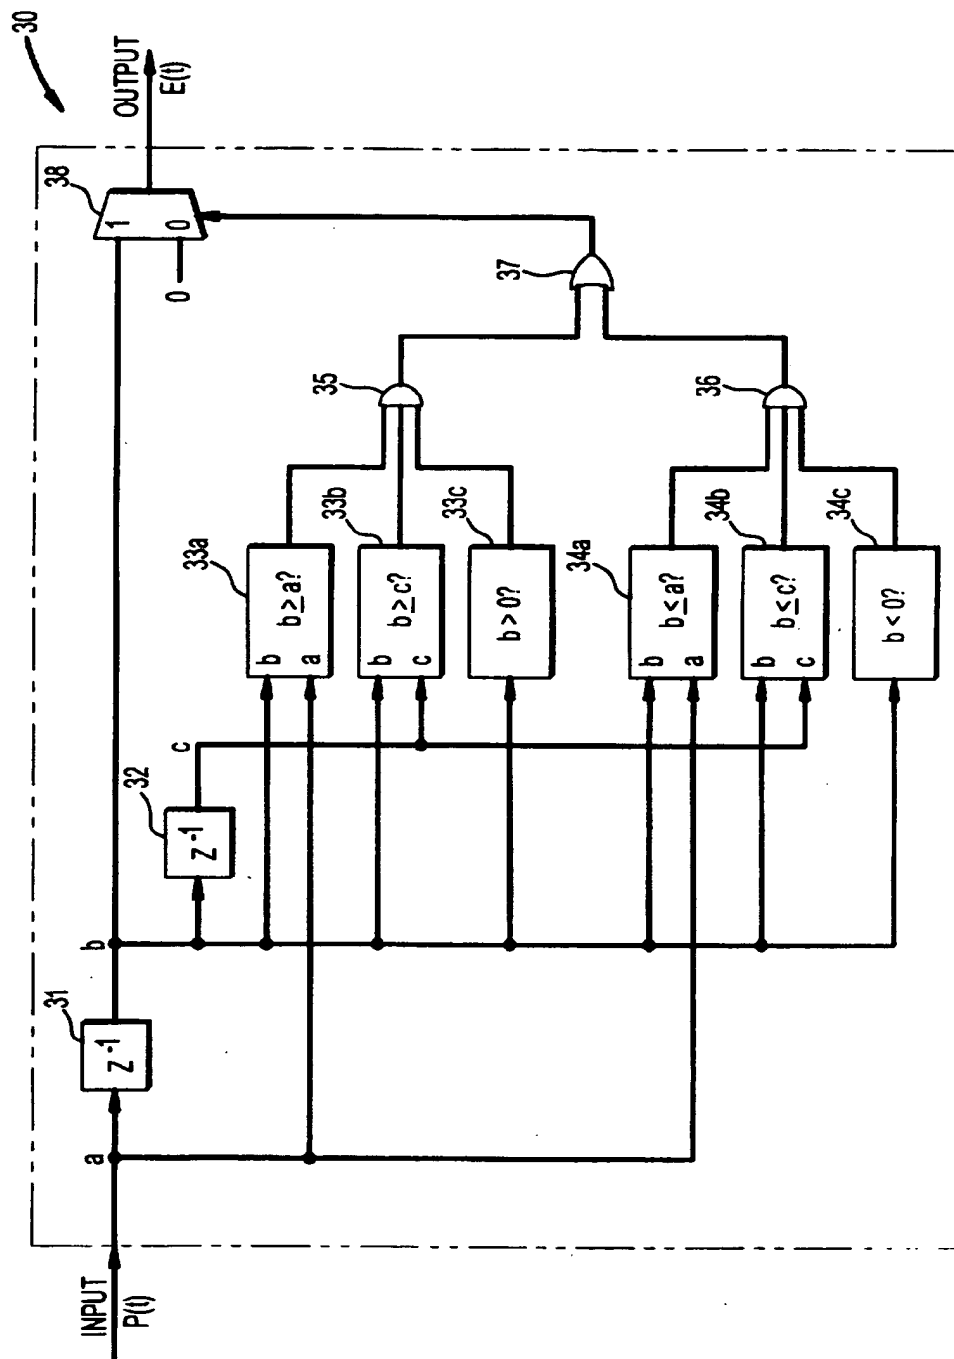 30
OUTPUT
E(t)
38
1
0
0
37
35
36
33a
b ≥ a?
b
a
33b
b ≥ c?
b
c
33c
b > 0?
34a
b ≤ a?
b
a
34b
b ≤ c?
b
c
34c
b < 0?
c
32
Z⁻¹
b
31
Z⁻¹
a
INPUT
P(t)